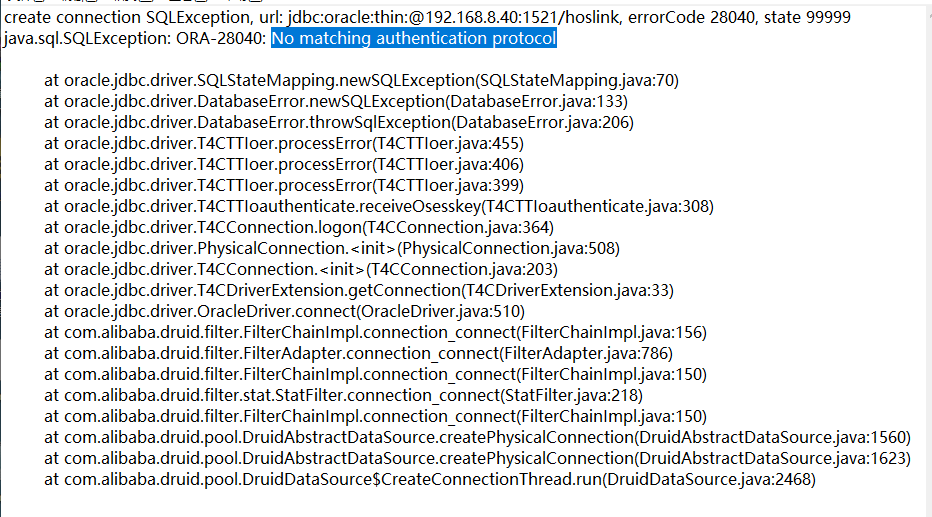 create connection SQLException, url: jdbc:oracle:thin:@192.168.8.40:1521/hoslink, errorCode 28040, state 99999
java.sql.SQLException: ORA-28040: No matching authentication protocol
at oracle.jdbc.driver.SQLStateMapping.newSQLException(SQLStateMapping.java:70)
at oracle.jdbc.driver.DatabaseError.newSQLException(DatabaseError.java:133)
at oracle.jdbc.driver.DatabaseError.throwSqlException(DatabaseError.java:206)
at oracle.jdbc.driver.T4CTTIoer.processError(T4CTTIoer.java:455)
at oracle.jdbc.driver.T4CTTIoer.processError(T4CTTIoer.java:406)
at oracle.jdbc.driver.T4CTTIoer.processError(T4CTTIoer.java:399)
at oracle.jdbc.driver.T4CTTIoauthenticate.receiveOsesskey(T4CTTIoauthenticate.java:308)
at oracle.jdbc.driver.T4CConnection.logon(T4CConnection.java:364)
at oracle.jdbc.driver.PhysicalConnection.<init>(PhysicalConnection.java:508)
at oracle.jdbc.driver.T4CConnection.<init>(T4CConnection.java:203)
at oracle.jdbc.driver.T4CDriverExtension.getConnection(T4CDriverExtension.java:33)
at oracle.jdbc.driver.OracleDriver.connect(OracleDriver.java:510)
at com.alibaba.druid.filter.FilterChainImpl.connection_connect(FilterChainImpl.java:156)
at com.alibaba.druid.filter.FilterAdapter.connection_connect(FilterAdapter.java:786)
at com.alibaba.druid.filter.FilterChainImpl.connection_connect(FilterChainImpl.java:150)
at com.alibaba.druid.filter.stat.StatFilter.connection_connect(StatFilter.java:218)
at com.alibaba.druid.filter.FilterChainImpl.connection_connect(FilterChainImpl.java:150)
at com.alibaba.druid.pool.DruidAbstractDataSource.createPhysicalConnection(DruidAbstractDataSource.java:1560)
at com.alibaba.druid.pool.DruidAbstractDataSource.createPhysicalConnection(DruidAbstractDataSource.java:1623)
at com.alibaba.druid.pool.DruidDataSource$CreateConnectionThread.run(DruidDataSource.java:2468)